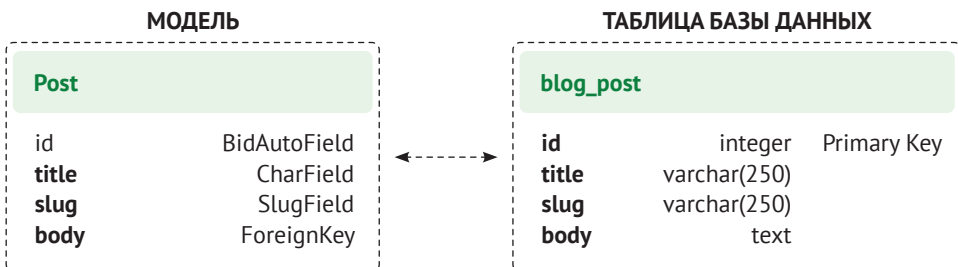 МОДЕЛЬ
Post
id BidAutoField
title CharField
slug SlugField
body ForeignKey
ТАБЛИЦА БАЗЫ ДАННЫХ
blog_post
id integer Primary Key
title varchar(250)
slug varchar(250)
body text